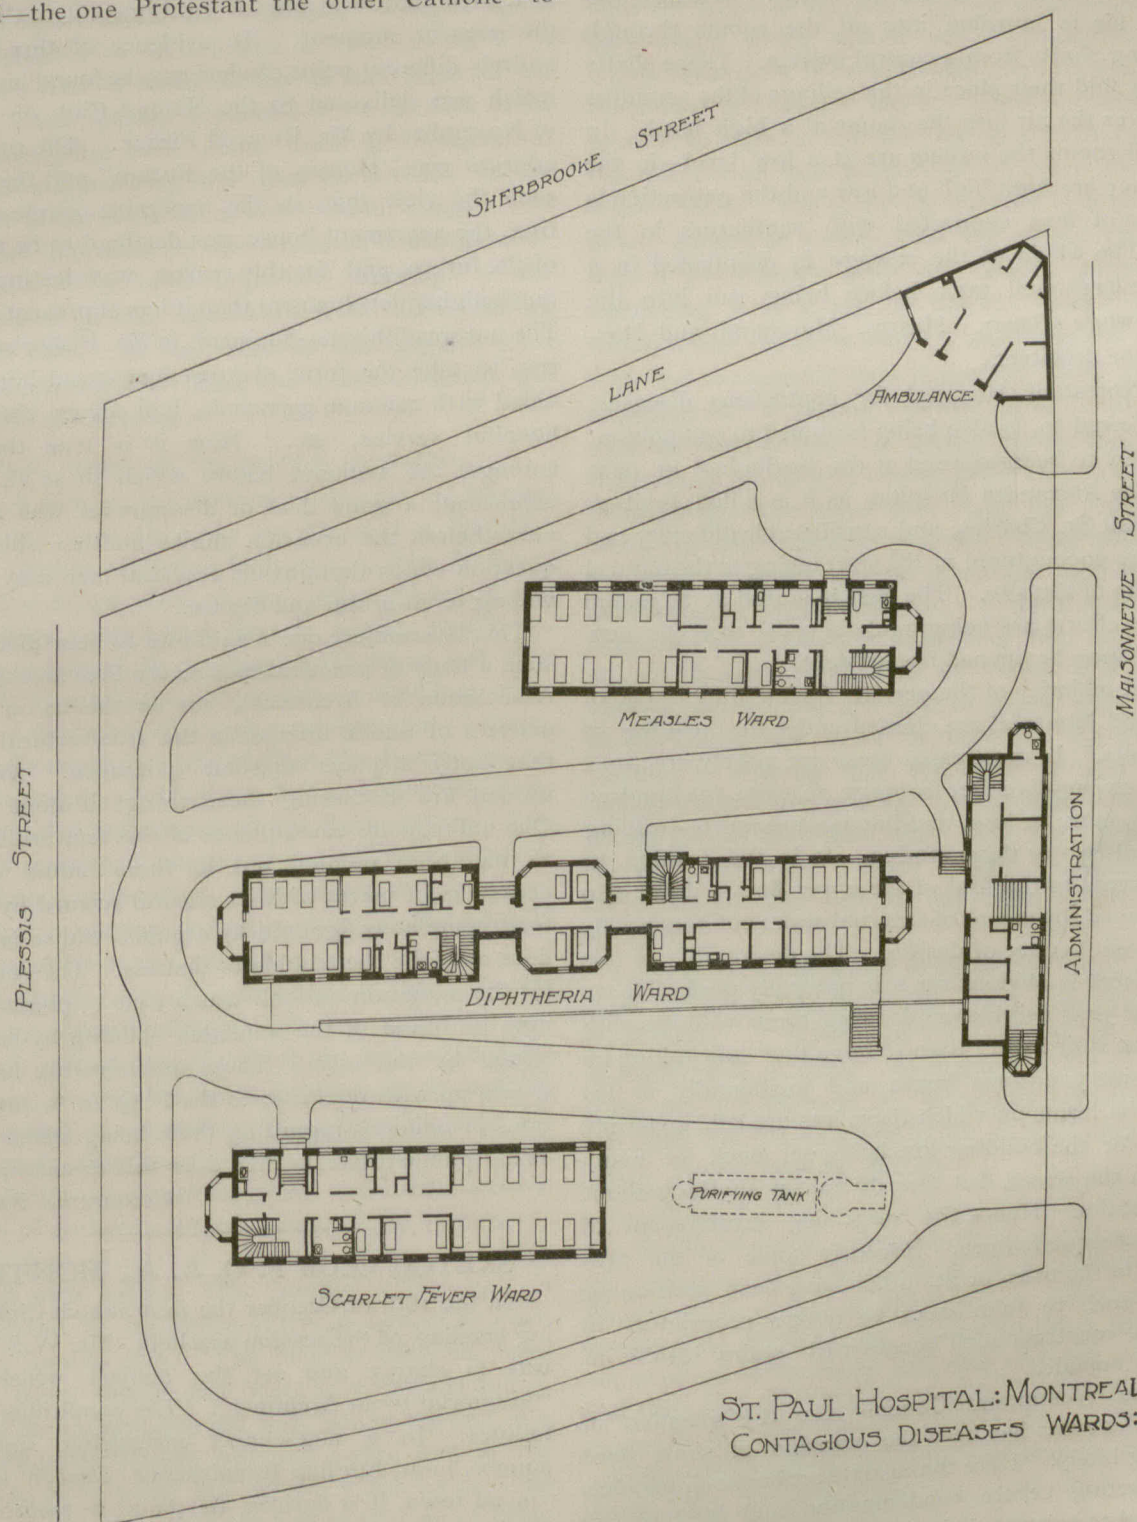 —the one Protestant the other Catholic to
SHERBROOKE STREET
LANE
AMBULANCE
MAISONNEUVE STREET
MEASLES WARD
PLESSIS STREET
ADMINISTRATION
DIPHTHERIA WARD
PURIFYING TANK
SCARLET FEVER WARD
ST. PAUL HOSPITAL: MONTREAL
CONTAGIOUS DISEASES WARDS: